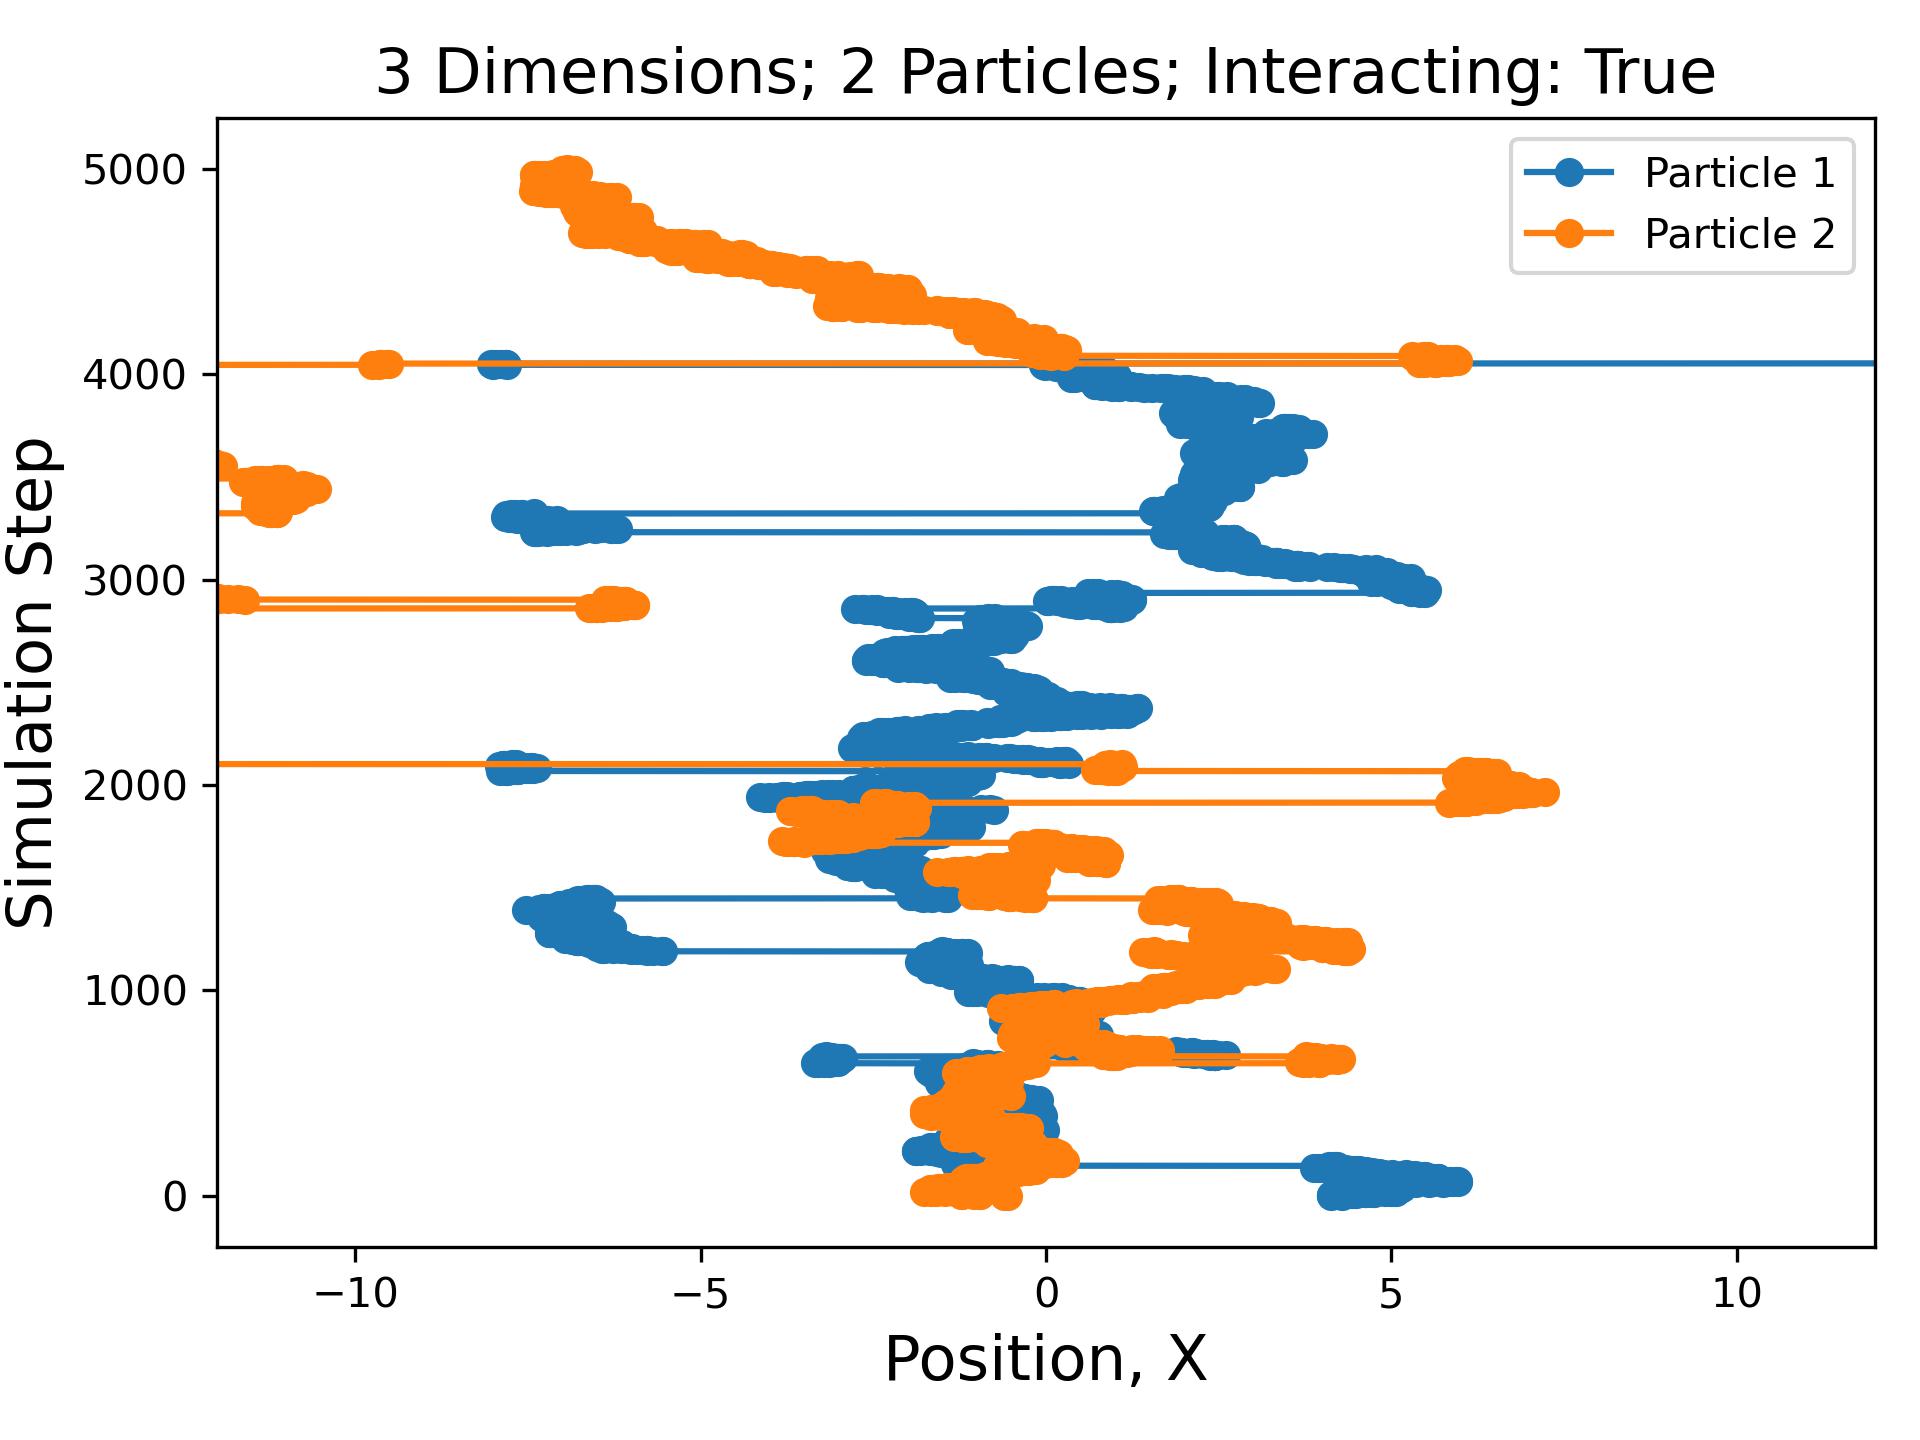 3 Dimensions; 2 Particles; Interacting: True
Particle 1
Particle 2
5000
4000
3000
2000
1000
0
Simulation Step
−10
−5
0
5
10
Position, X